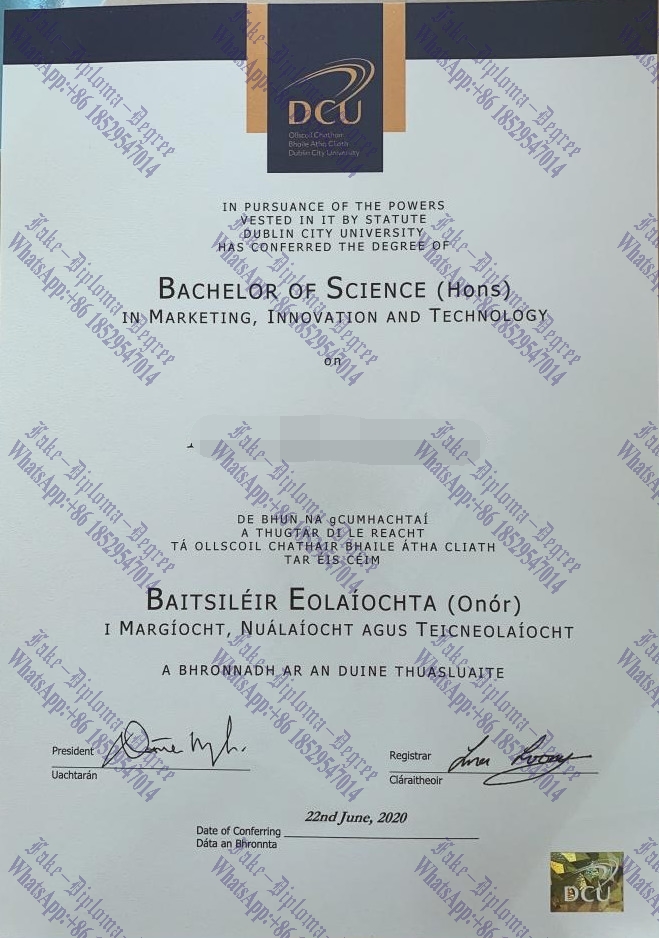 DCU
Ollscoil Chathair
Bhaile Átha Cliath
Dublin City University
IN PURSUANCE OF THE POWERS
VESTED IN IT BY STATUTE
DUBLIN CITY UNIVERSITY
HAS CONFERRED THE DEGREE OF
BACHELOR OF SCIENCE (Hons)
IN MARKETING, INNOVATION AND TECHNOLOGY
on
DE BHUN NA gCUMHACHTAÍ
A THUGTAR DI LE REACHT
TÁ OLLSCOIL CHATHAIR BHAILE ÁTHA CLIATH
TAR ÉIS CÉIM
BAITSILÉIR EOLAÍOCHTA (Onór)
I MARGÍOCHT, NUÁLAÍOCHT AGUS TEICNEOLAÍOCHT
A BHRONNADH AR AN DUINE THUASLUAITE
President
Uachtarán
Registrar
Cláraitheoir
22nd June, 2020
Date of Conferring
Dáta an Bhronnta
DCU
Fake-Diploma-Degree
WhatsApp:+86 18529547014